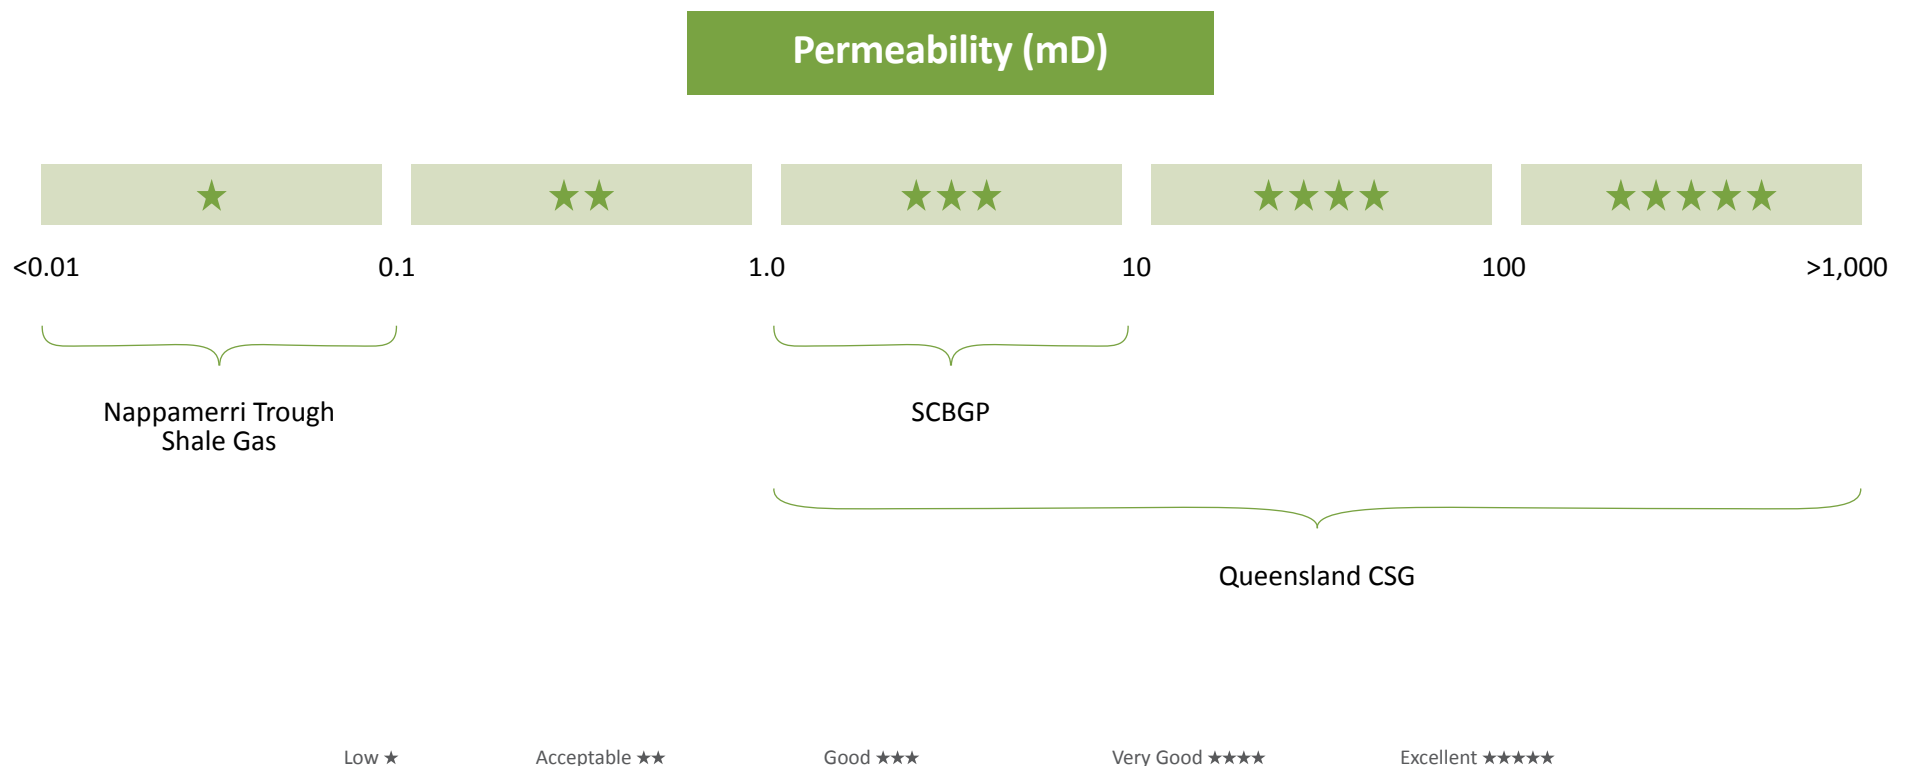 Permeability (mD)
★ ★★ ★★★ ★★★★ ★★★★★
<0.01 0.1 1.0 10 100 >1,000
Nappamerri Trough
Shale Gas
SCBGP
Queensland CSG
Low ★ Acceptable ★★ Good ★★★ Very Good ★★★★ Excellent ★★★★★